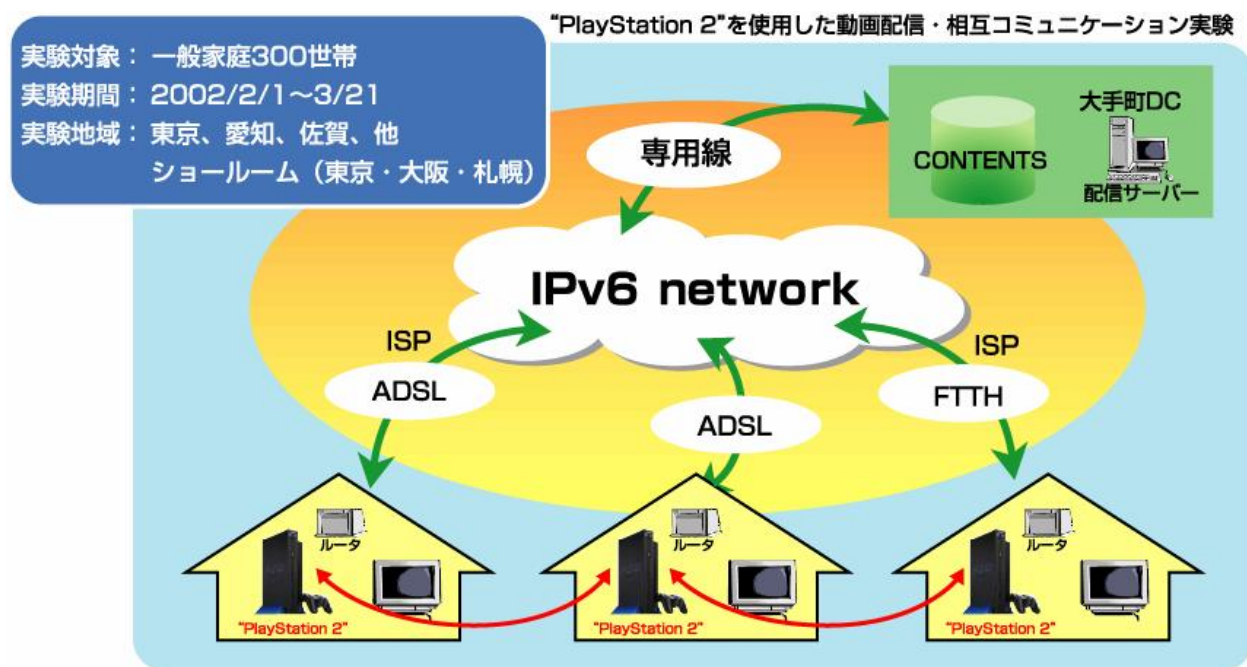 “PlayStation 2”を使用した動画配信・相互コミュニケーション実験
実験対象： 一般家庭300世帯
実験期間： 2002/2/1～3/21
実験地域： 東京、愛知、佐賀、他
ショールーム（東京・大阪・札幌）
大手町DC
CONTENTS
配信サーバー
専用線
IPv6 network
ISP
ADSL
ADSL
ISP
FTTH
ルータ
“PlayStation 2”
ルータ
“PlayStation 2”
ルータ
“PlayStation 2”